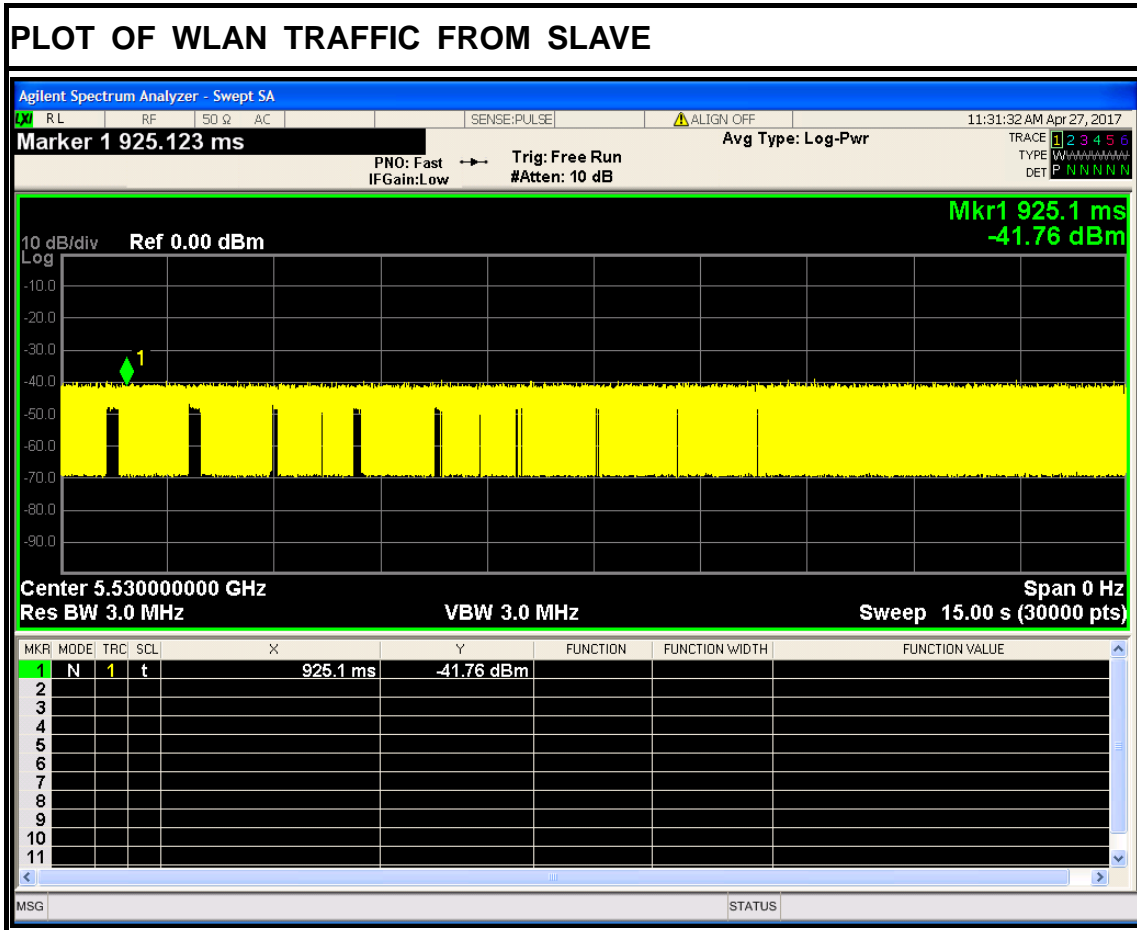 PLOT OF WLAN TRAFFIC FROM SLAVE
Agilent Spectrum Analyzer - Swept SA
LXI RL RF 50 Ω AC SENSE:PULSE ALIGN OFF 11:31:32 AM Apr 27, 2017
Marker 1 925.123 ms
PNO: Fast
IFGain:Low
Trig: Free Run
#Atten: 10 dB
Avg Type: Log-Pwr
TRACE 1 2 3 4 5 6
TYPE W
DET P N N N N N
Mkr1 925.1 ms
-41.76 dBm
10 dB/div Ref 0.00 dBm
Log
-10.0
-20.0
-30.0
1
-40.0
-50.0
-60.0
-70.0
-80.0
-90.0
Center 5.530000000 GHz Span 0 Hz
Res BW 3.0 MHz VBW 3.0 MHz Sweep 15.00 s (30000 pts)
MKR MODE TRC SCL X Y FUNCTION FUNCTION WIDTH FUNCTION VALUE
1 N 1 t 925.1 ms -41.76 dBm
2
3
4
5
6
7
8
9
10
11
MSG STATUS